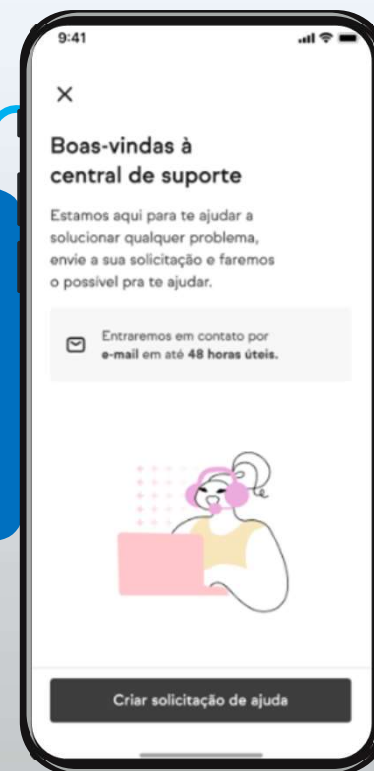 9:41
Boas-vindas à
central de suporte
Estamos aqui para te ajudar a
solucionar qualquer problema,
envie a sua solicitação e faremos
o possível pra te ajudar.
Entraremos em contato por
e-mail em até 48 horas úteis.
Criar solicitação de ajuda